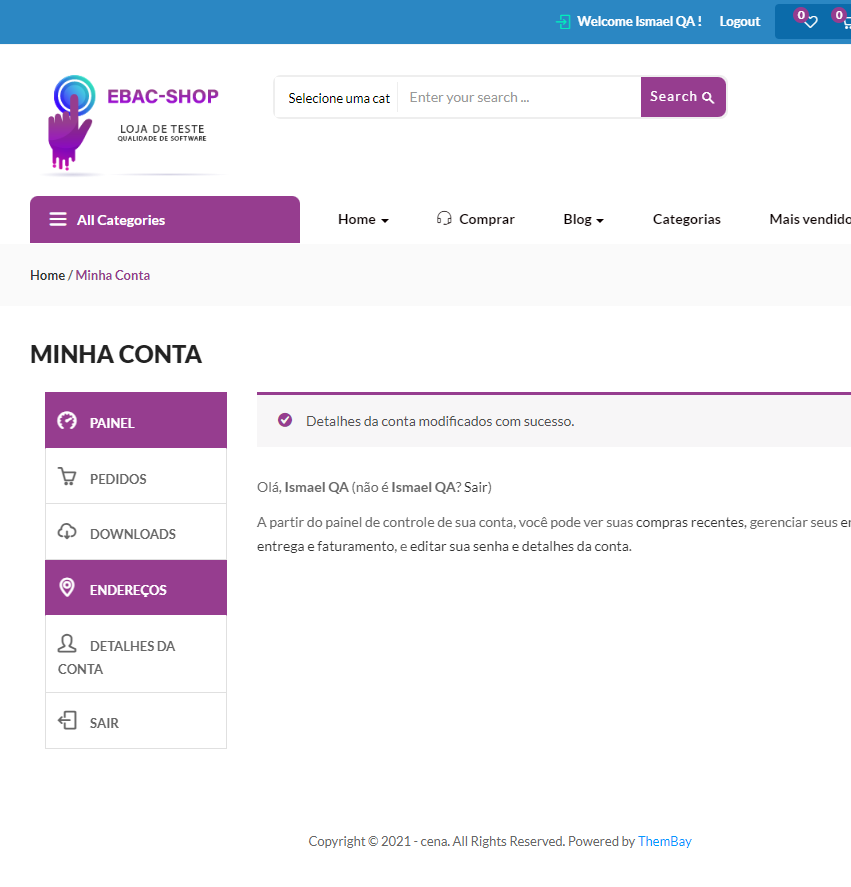 Welcome Ismael QA ! Logout 0 0
EBAC-SHOP
LOJA DE TESTE
QUALIDADE DE SOFTWARE
Selecione uma cat Enter your search ... Search
All Categories Home Comprar Blog Categorias Mais vendido
Home / Minha Conta
MINHA CONTA
PAINEL
PEDIDOS
DOWNLOADS
ENDEREÇOS
DETALHES DA
CONTA
SAIR
Detalhes da conta modificados com sucesso.
Olá, Ismael QA (não é Ismael QA? Sair)
A partir do painel de controle de sua conta, você pode ver suas compras recentes, gerenciar seus
entrega e faturamento, e editar sua senha e detalhes da conta.
Copyright © 2021 - cena. All Rights Reserved. Powered by ThemBay